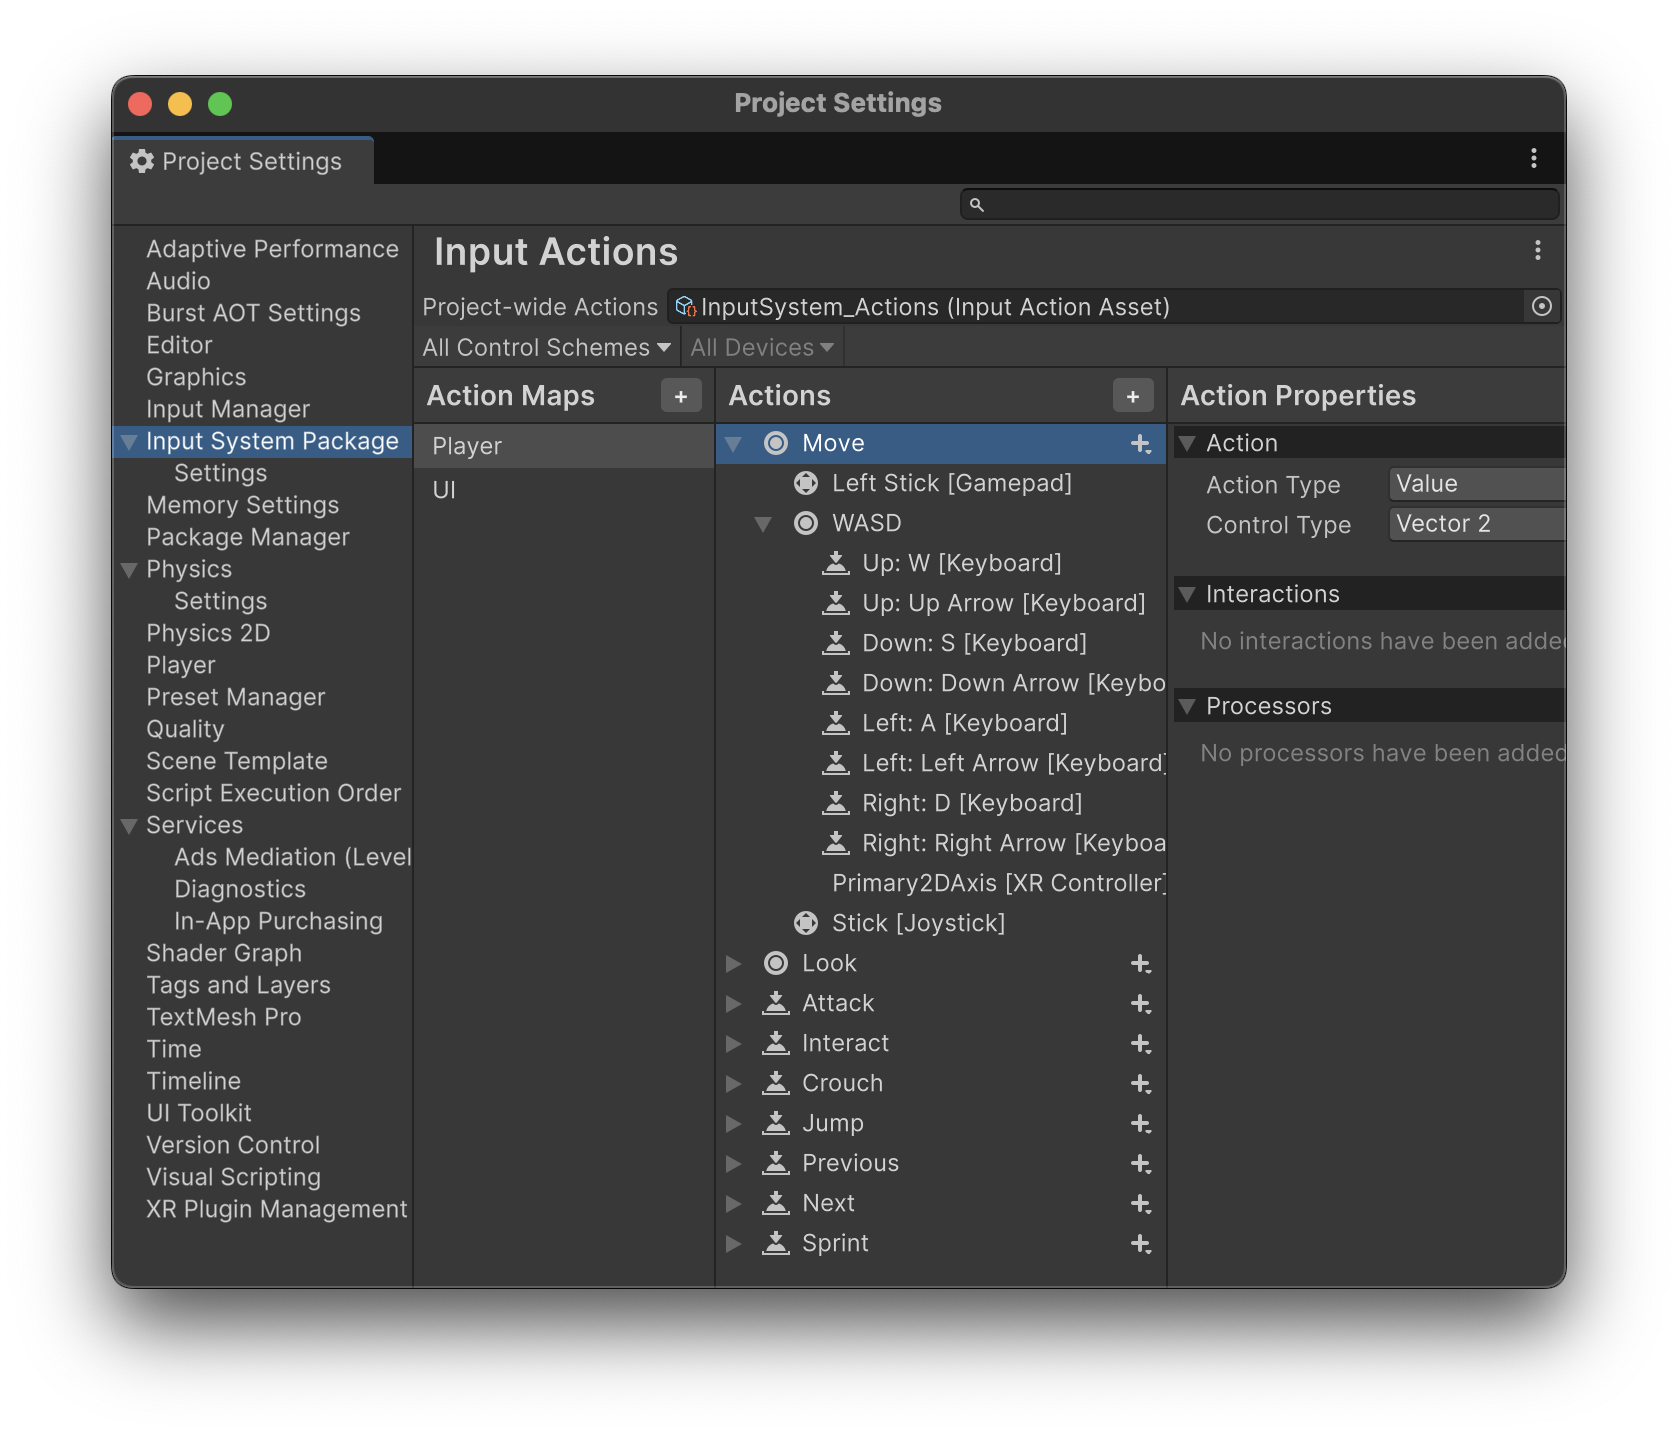 Project Settings
Project Settings
Adaptive Performance
Audio
Burst AOT Settings
Editor
Graphics
Input Manager
Input System Package
Settings
Memory Settings
Package Manager
Physics
Settings
Physics 2D
Player
Preset Manager
Quality
Scene Template
Script Execution Order
Services
Ads Mediation (Level
Diagnostics
In-App Purchasing
Shader Graph
Tags and Layers
TextMesh Pro
Time
Timeline
UI Toolkit
Version Control
Visual Scripting
XR Plugin Management
Input Actions
Project-wide Actions InputSystem_Actions (Input Action Asset)
All Control Schemes All Devices
Action Maps
Player
UI
Actions
Move
Left Stick [Gamepad]
WASD
Up: W [Keyboard]
Up: Up Arrow [Keyboard]
Down: S [Keyboard]
Down: Down Arrow [Keybo
Left: A [Keyboard]
Left: Left Arrow [Keyboard]
Right: D [Keyboard]
Right: Right Arrow [Keyboa
Primary2DAxis [XR Controller]
Stick [Joystick]
Look
Attack
Interact
Crouch
Jump
Previous
Next
Sprint
Action Properties
Action
Action Type Value
Control Type Vector 2
Interactions
No interactions have been adde
Processors
No processors have been added